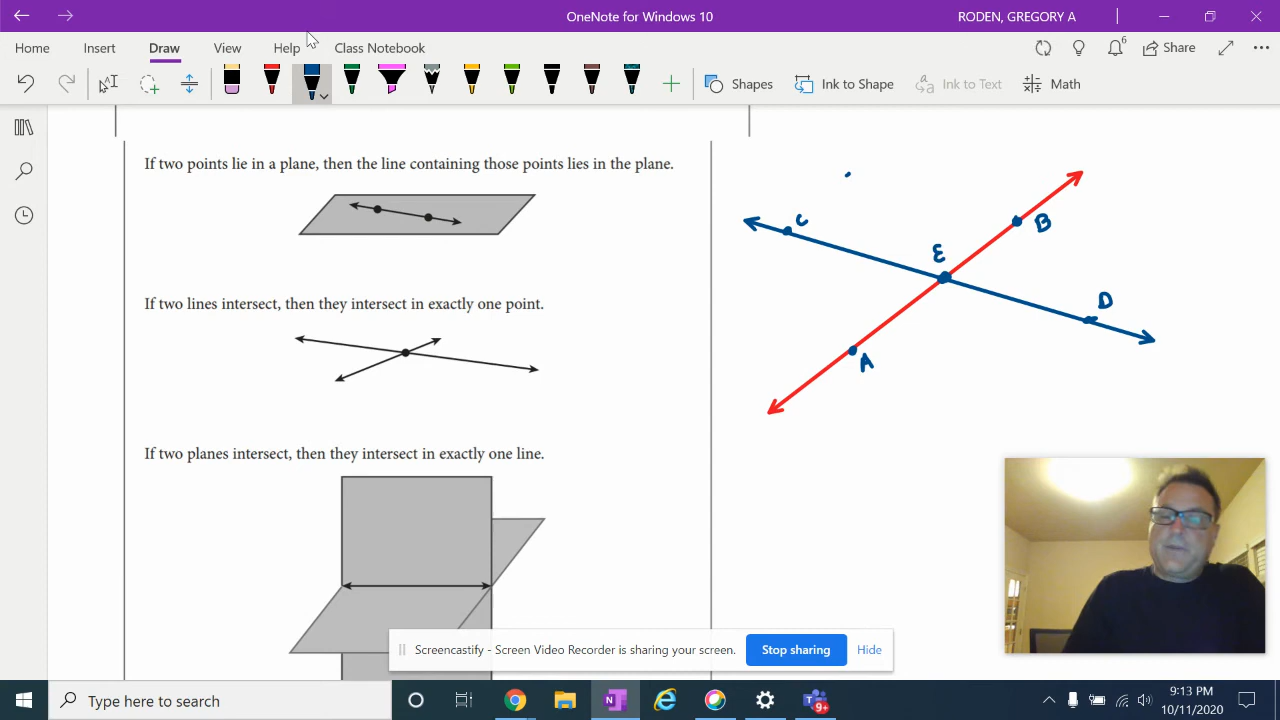 OneNote for Windows 10
RODEN, GREGORY A
Home Insert Draw View Help Class Notebook
6
Share
Shapes Ink to Shape Ink to Text Math
If two points lie in a plane, then the line containing those points lies in the plane.
C
B
E
D
A
If two lines intersect, then they intersect in exactly one point.
If two planes intersect, then they intersect in exactly one line.
Screencastify - Screen Video Recorder is sharing your screen. Stop sharing Hide
Type here to search
N
9+
9:13 PM
10/11/2020